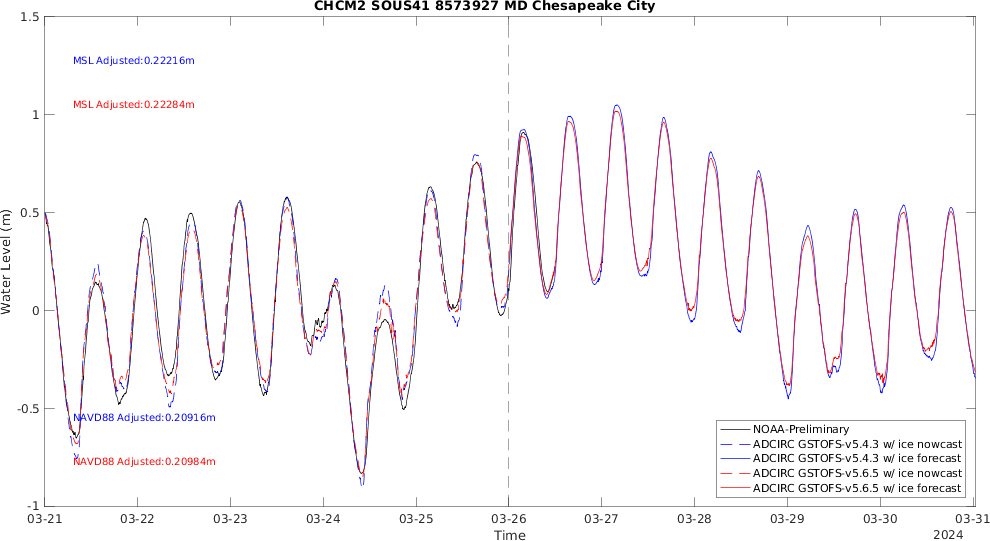 CHCM2 SOUS41 8573927 MD Chesapeake City
1.5
MSL Adjusted:0.22216m
MSL Adjusted:0.22284m
1
0.5
Water Level (m)
0
-0.5
NAVD88 Adjusted:0.20916m
NAVD88 Adjusted:0.20984m
-1
NOAA-Preliminary
ADCIRC GSTOFS-v5.4.3 w/ ice nowcast
ADCIRC GSTOFS-v5.4.3 w/ ice forecast
ADCIRC GSTOFS-v5.6.5 w/ ice nowcast
ADCIRC GSTOFS-v5.6.5 w/ ice forecast
03-21 03-22 03-23 03-24 03-25 03-26 03-27 03-28 03-29 03-30 03-31
Time
2024